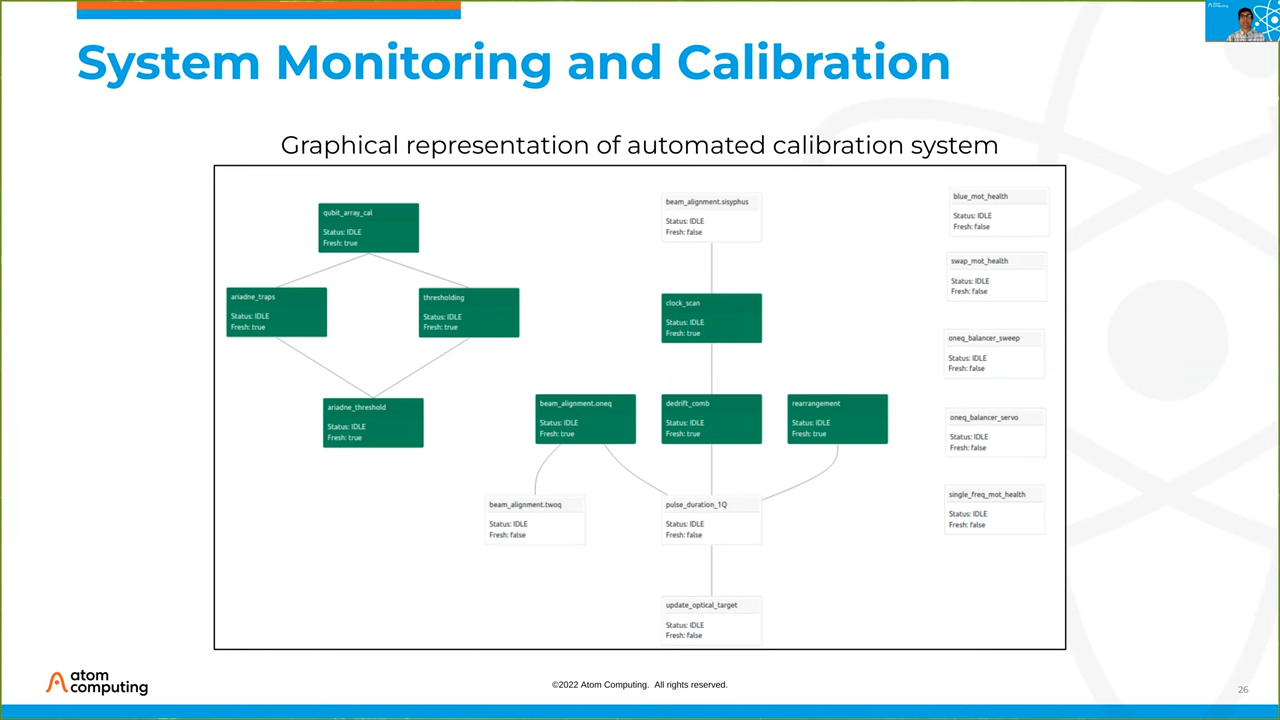 System Monitoring and Calibration
Graphical representation of automated calibration system
qubit_array_cal
Status: IDLE
Fresh: true
ariadne_traps
Status: IDLE
Fresh: true
thresholding
Status: IDLE
Fresh: true
ariadne_threshold
Status: IDLE
Fresh: true
beam_alignment.sisyphus
Status: IDLE
Fresh: false
clock_scan
Status: IDLE
Fresh: true
beam_alignment.oneq
Status: IDLE
Fresh: true
dedrift_comb
Status: IDLE
Fresh: true
rearrangement
Status: IDLE
Fresh: true
beam_alignment.twoq
Status: IDLE
Fresh: false
pulse_duration_1Q
Status: IDLE
Fresh: false
update_optical_target
Status: IDLE
Fresh: false
blue_mot_health
Status: IDLE
Fresh: false
swap_mot_health
Status: IDLE
Fresh: false
oneq_balancer_sweep
Status: IDLE
Fresh: false
oneq_balancer_servo
Status: IDLE
Fresh: false
single_freq_mot_health
Status: IDLE
Fresh: false
atom
computing
©2022 Atom Computing. All rights reserved.
26